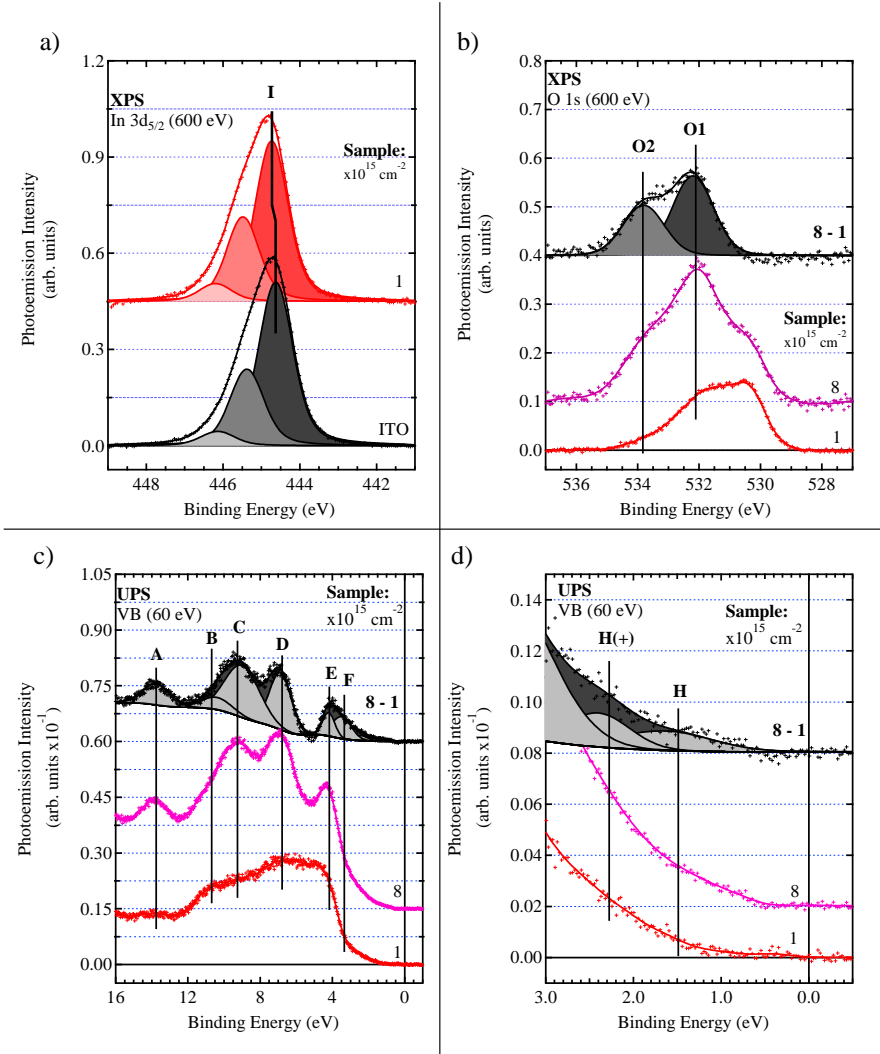 a)
1.2
0.9
0.6
0.3
0.0
Photoemission Intensity
(arb. units)
XPS
In 3d5/2 (600 eV)
I
Sample:
x10^15 cm^-2
1
ITO
448
446
444
442
Binding Energy (eV)
b)
0.8
0.7
0.6
0.5
0.4
0.3
0.2
0.1
0.0
Photoemission Intensity
(arb. units)
XPS
O 1s (600 eV)
O2
O1
8 - 1
Sample:
x10^15 cm^-2
8
1
536
534
532
530
528
Binding Energy (eV)
c)
1.05
0.90
0.75
0.60
0.45
0.30
0.15
0.00
Photoemission Intensity
(arb. units x10^-1)
UPS
VB (60 eV)
Sample:
x10^15 cm^-2
A
B
C
D
E
F
8 - 1
8
1
16
12
8
4
0
Binding Energy (eV)
d)
0.14
0.12
0.10
0.08
0.06
0.04
0.02
0.00
Photoemission Intensity
(arb. units x10^-1)
UPS
VB (60 eV)
Sample:
x10^15 cm^-2
H(+)
H
8 - 1
8
1
3.0
2.0
1.0
0.0
Binding Energy (eV)